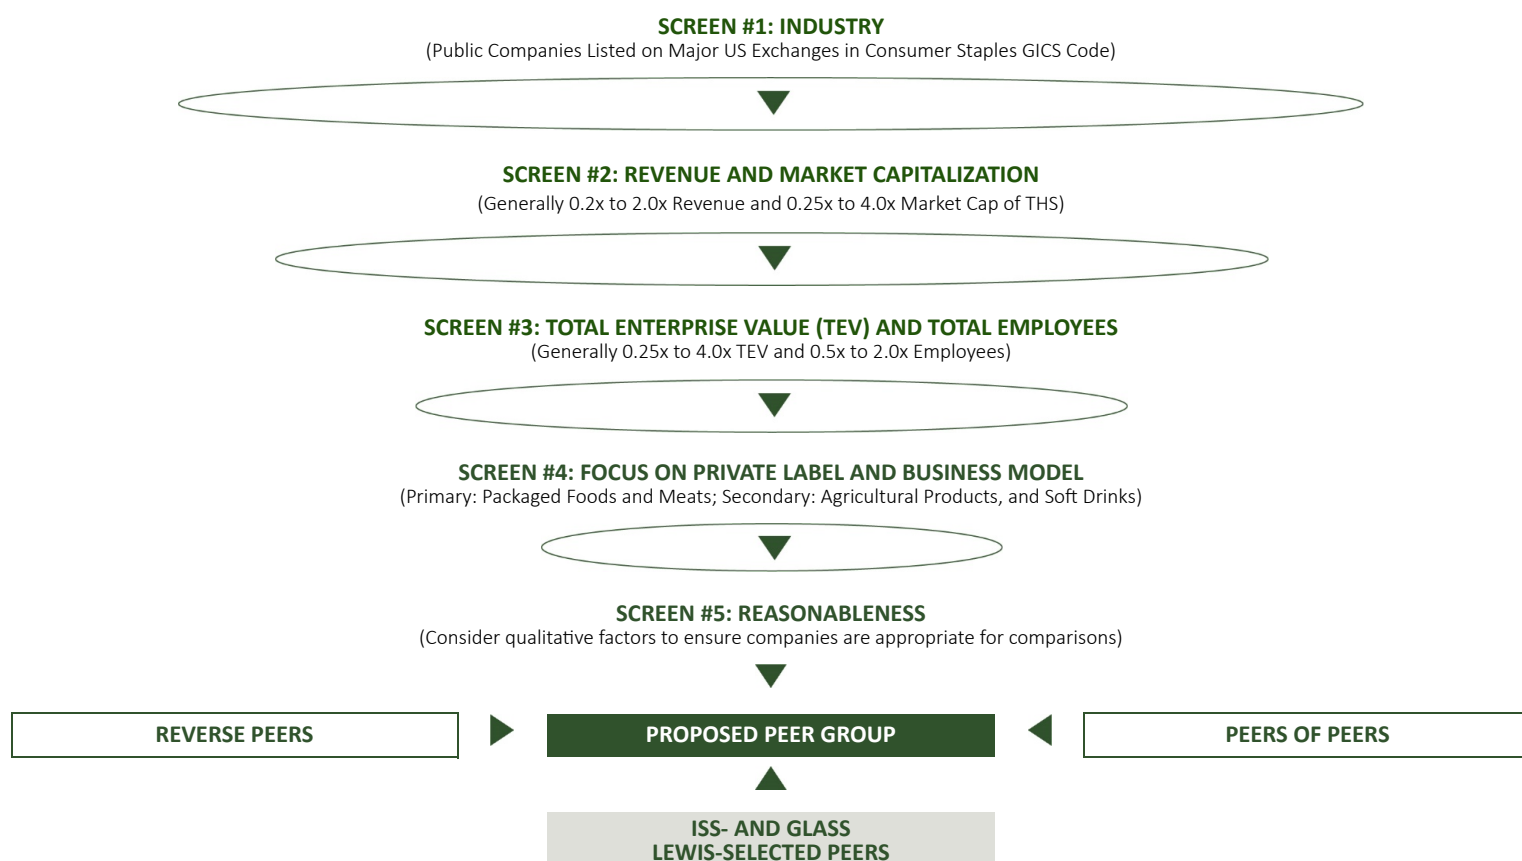 SCREEN #1: INDUSTRY
(Public Companies Listed on Major US Exchanges in Consumer Staples GICS Code)
SCREEN #2: REVENUE AND MARKET CAPITALIZATION
(Generally 0.2x to 2.0x Revenue and 0.25x to 4.0x Market Cap of THS)
SCREEN #3: TOTAL ENTERPRISE VALUE (TEV) AND TOTAL EMPLOYEES
(Generally 0.25x to 4.0x TEV and 0.5x to 2.0x Employees)
SCREEN #4: FOCUS ON PRIVATE LABEL AND BUSINESS MODEL
(Primary: Packaged Foods and Meats; Secondary: Agricultural Products, and Soft Drinks)
SCREEN #5: REASONABLENESS
(Consider qualitative factors to ensure companies are appropriate for comparisons)
REVERSE PEERS
PROPOSED PEER GROUP
PEERS OF PEERS
ISS- AND GLASS
LEWIS-SELECTED PEERS